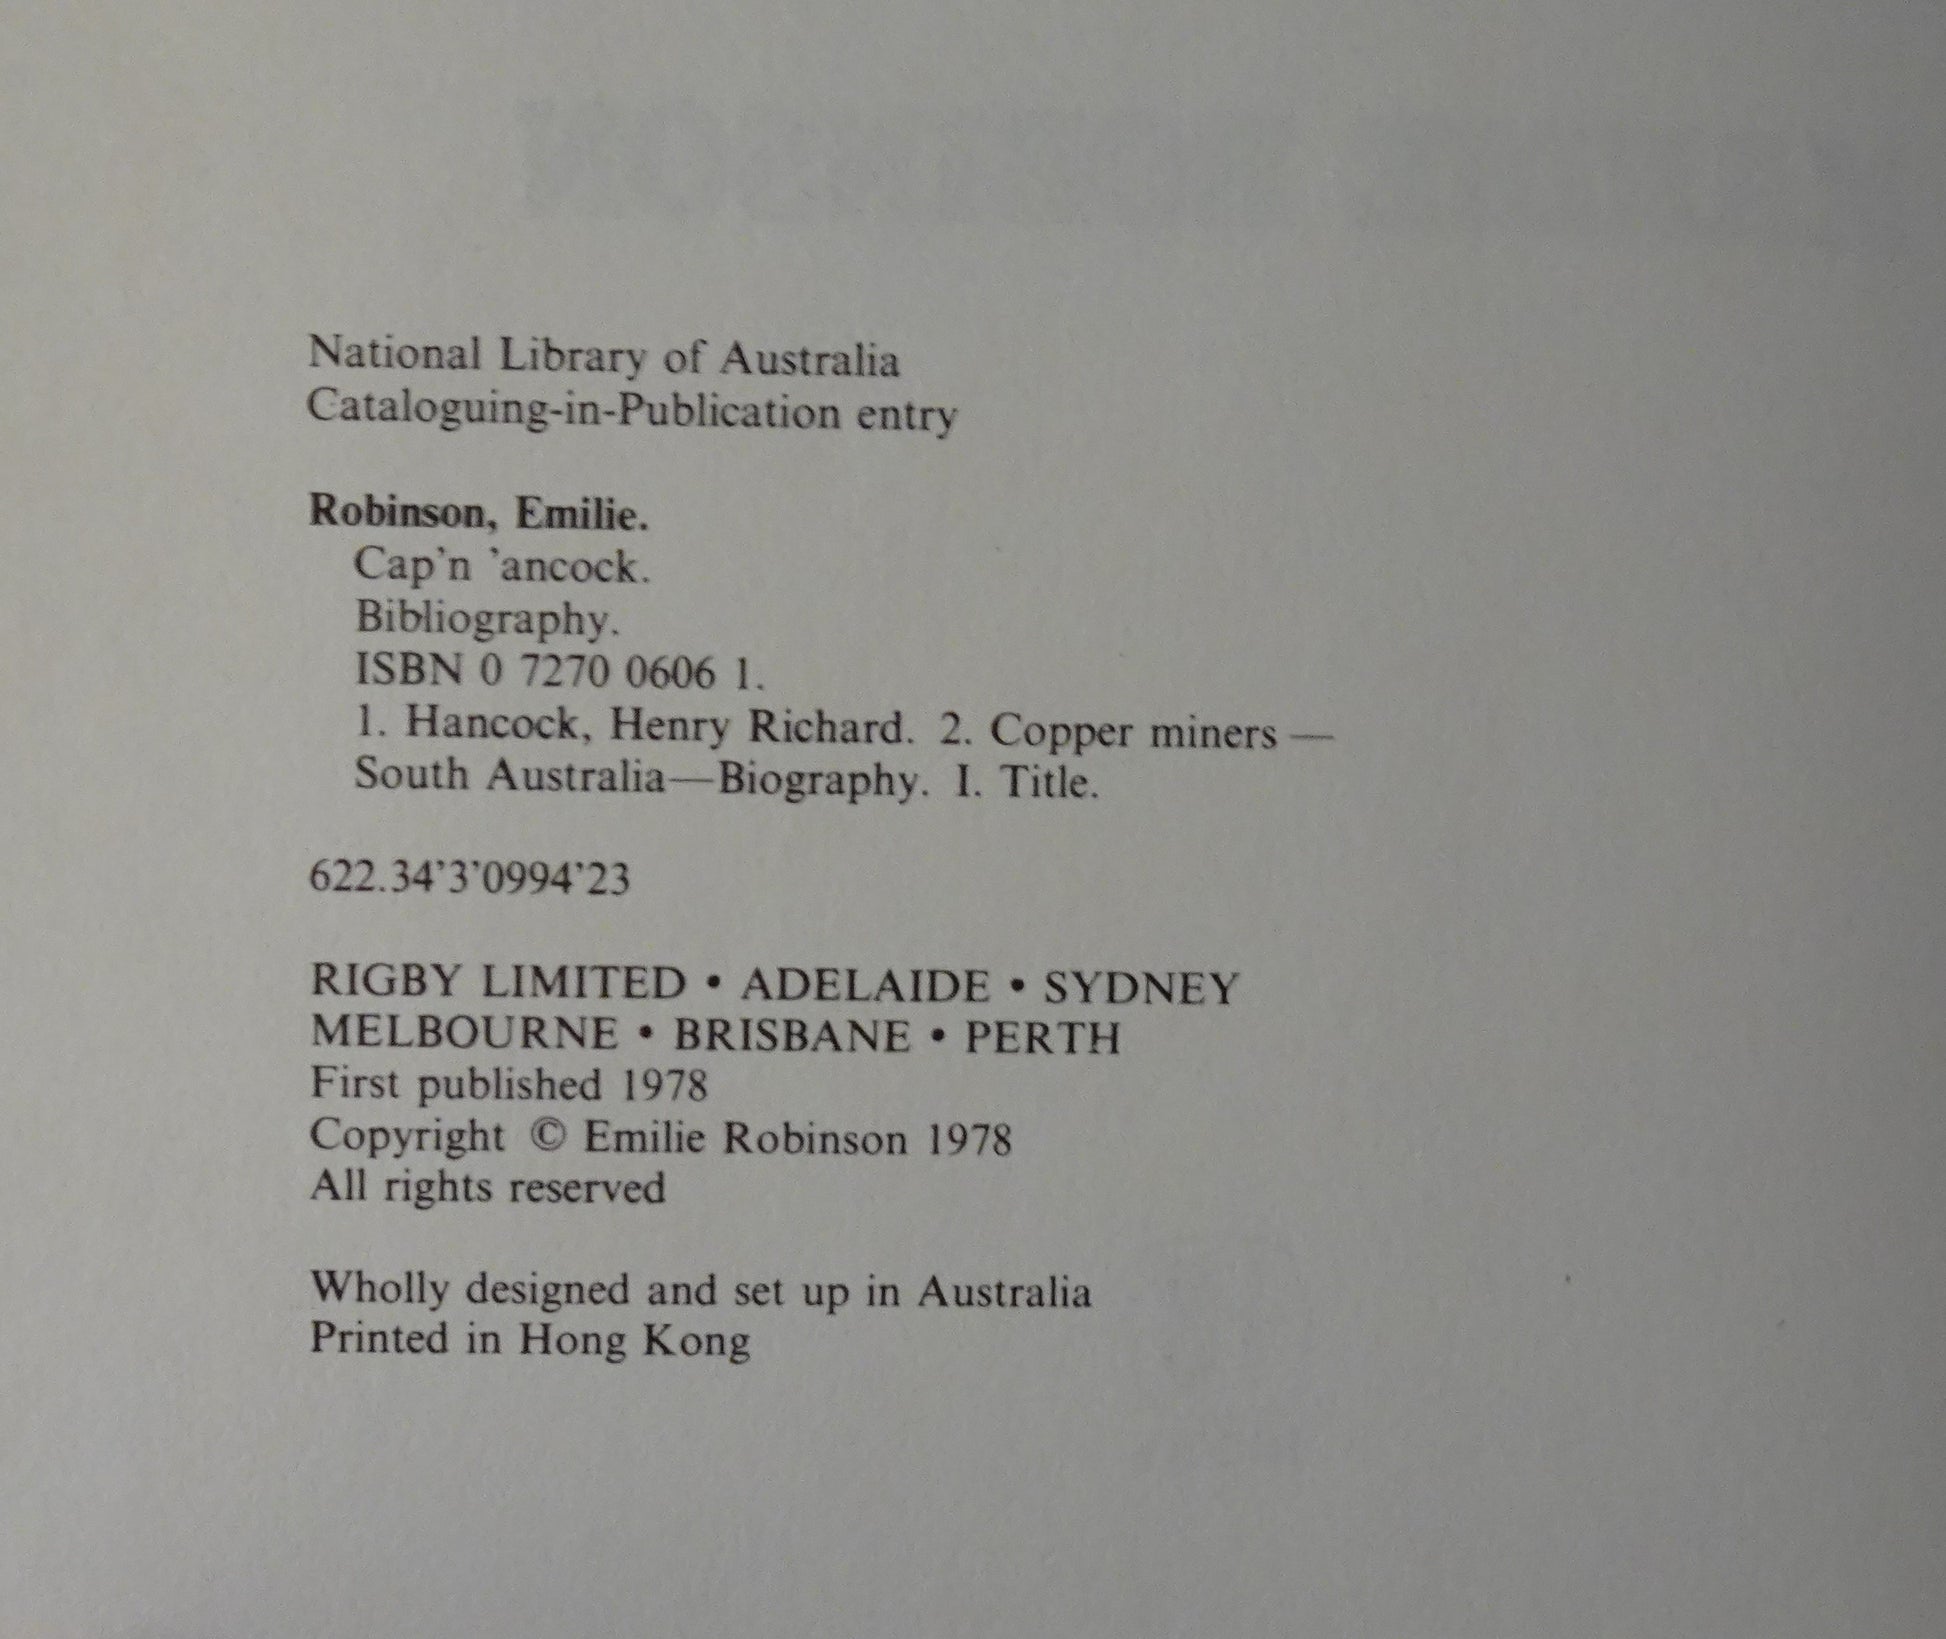 National Library of Australia
Cataloguing-in-Publication entry
Robinson, Emilie.
Cap'n 'ancock.
Bibliography.
ISBN 0 7270 0606 1.
1. Hancock, Henry Richard. 2. Copper miners —
South Australia—Biography. I. Title.
622.34'3'0994'23
RIGBY LIMITED • ADELAIDE • SYDNEY
MELBOURNE • BRISBANE • PERTH
First published 1978
Copyright © Emilie Robinson 1978
All rights reserved
Wholly designed and set up in Australia
Printed in Hong Kong